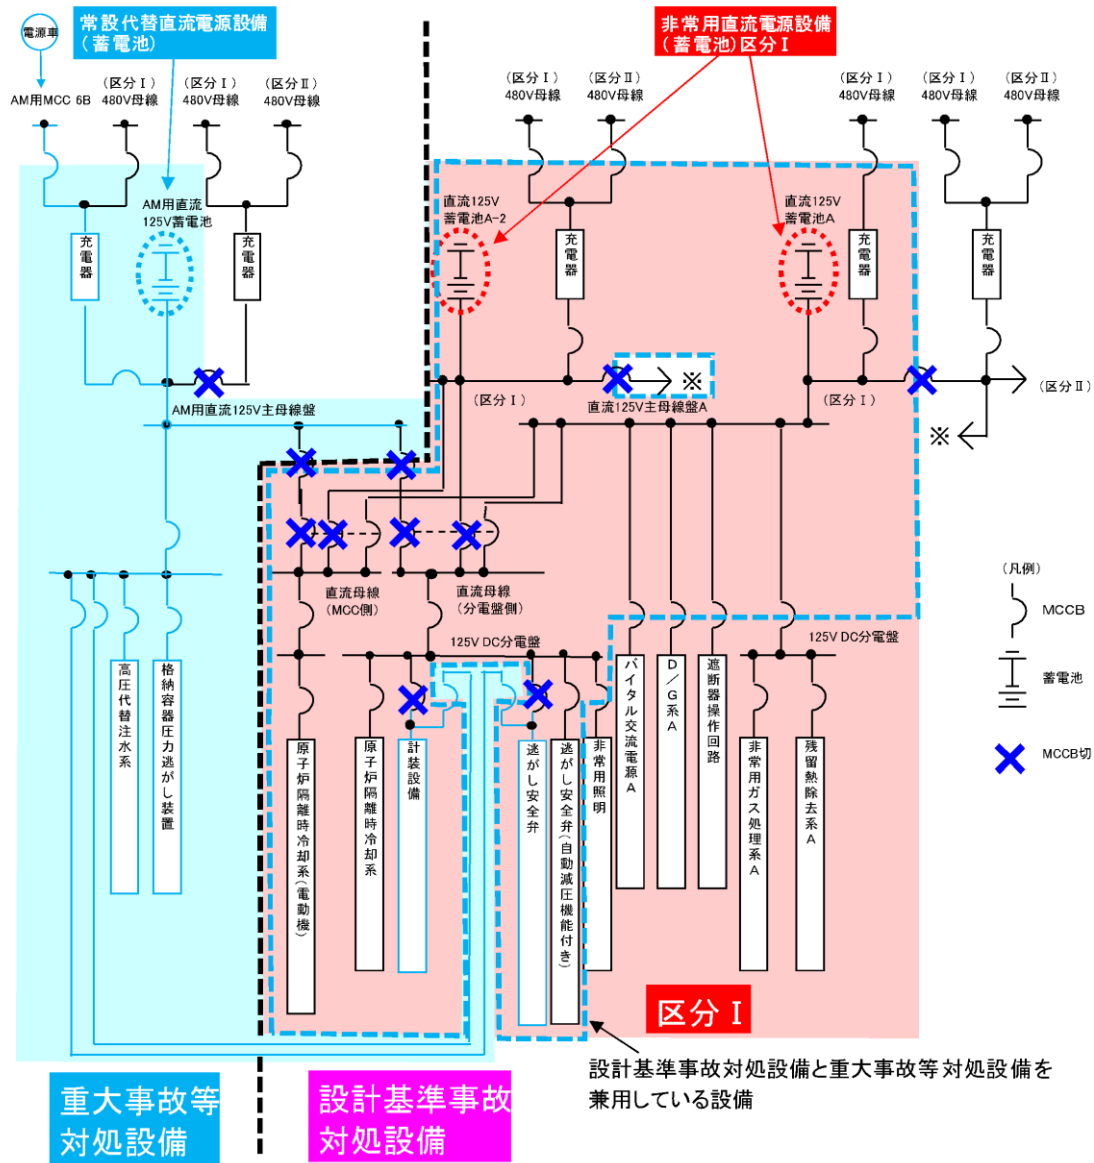 電源車
常設代替直流電源設備
(蓄電池)
非常用直流電源設備
(蓄電池)区分Ⅰ
AM用MCC 6B
(区分Ⅰ)
480V母線
(区分Ⅰ)
480V母線
(区分Ⅱ)
480V母線
(区分Ⅰ)
480V母線
(区分Ⅱ)
480V母線
(区分Ⅰ)
480V母線
(区分Ⅰ)
480V母線
(区分Ⅱ)
480V母線
AM用直流
125V蓄電池
直流125V
蓄電池A-2
直流125V
蓄電池A
充電器
充電器
充電器
充電器
充電器
※
(区分Ⅱ)
(区分Ⅰ)
(区分Ⅰ)
AM用直流125V主母線盤
直流125V主母線盤A
※
直流母線
(MCC側)
直流母線
(分電盤側)
125V DC分電盤
125V DC分電盤
(凡例)
MCCB
蓄電池
MCCB切
高圧代替注水系
格納容器圧力逃がし装置
原子炉隔離時冷却系(電動機)
原子炉隔離時冷却系
計装設備
逃がし安全弁
逃がし安全弁(自動減圧機能付き)
非常用照明
バイタル交流電源A
D/G系A
遮断器操作回路
非常用ガス処理系A
残留熱除去系A
区分Ⅰ
設計基準事故対処設備と重大事故等対処設備を
兼用している設備
重大事故等
対処設備
設計基準事故
対処設備